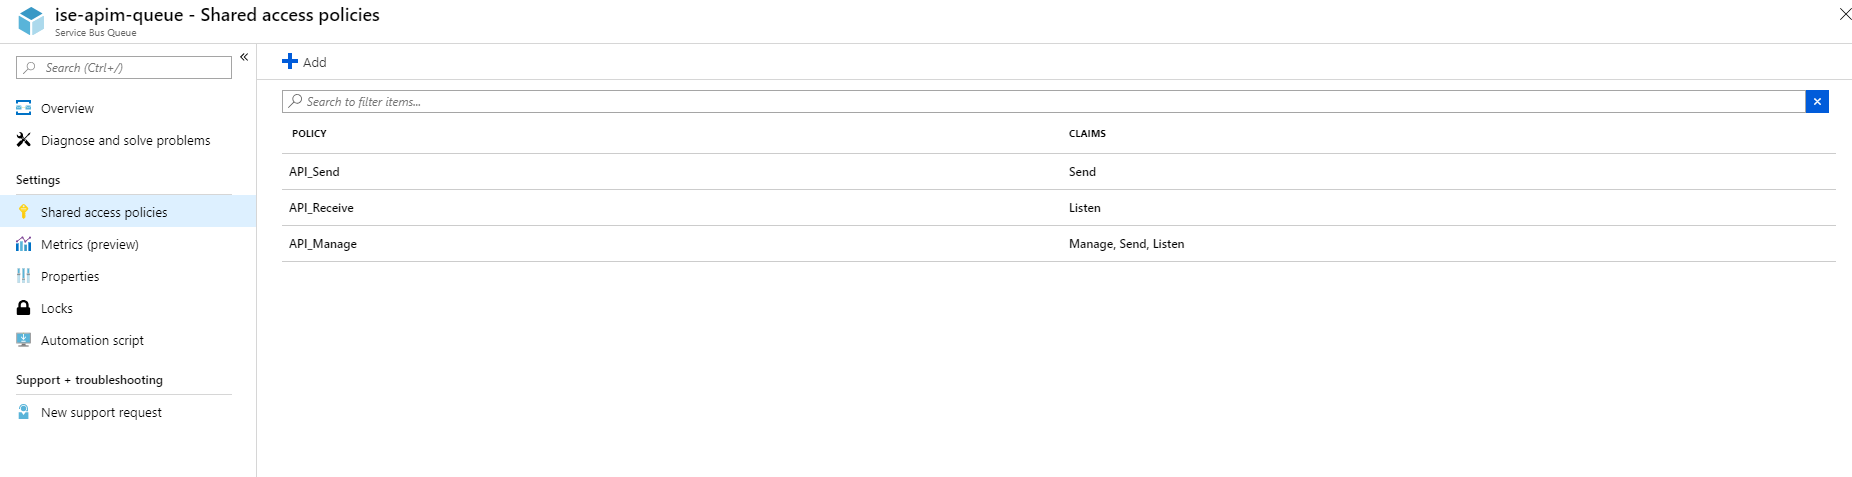 ise-apim-queue - Shared access policies
Service Bus Queue
Search (Ctrl+/)
Overview
Diagnose and solve problems
Settings
Shared access policies
Metrics (preview)
Properties
Locks
Automation script
Support + troubleshooting
New support request
Add
Search to filter items...
POLICY CLAIMS
API_Send Send
API_Receive Listen
API_Manage Manage, Send, Listen